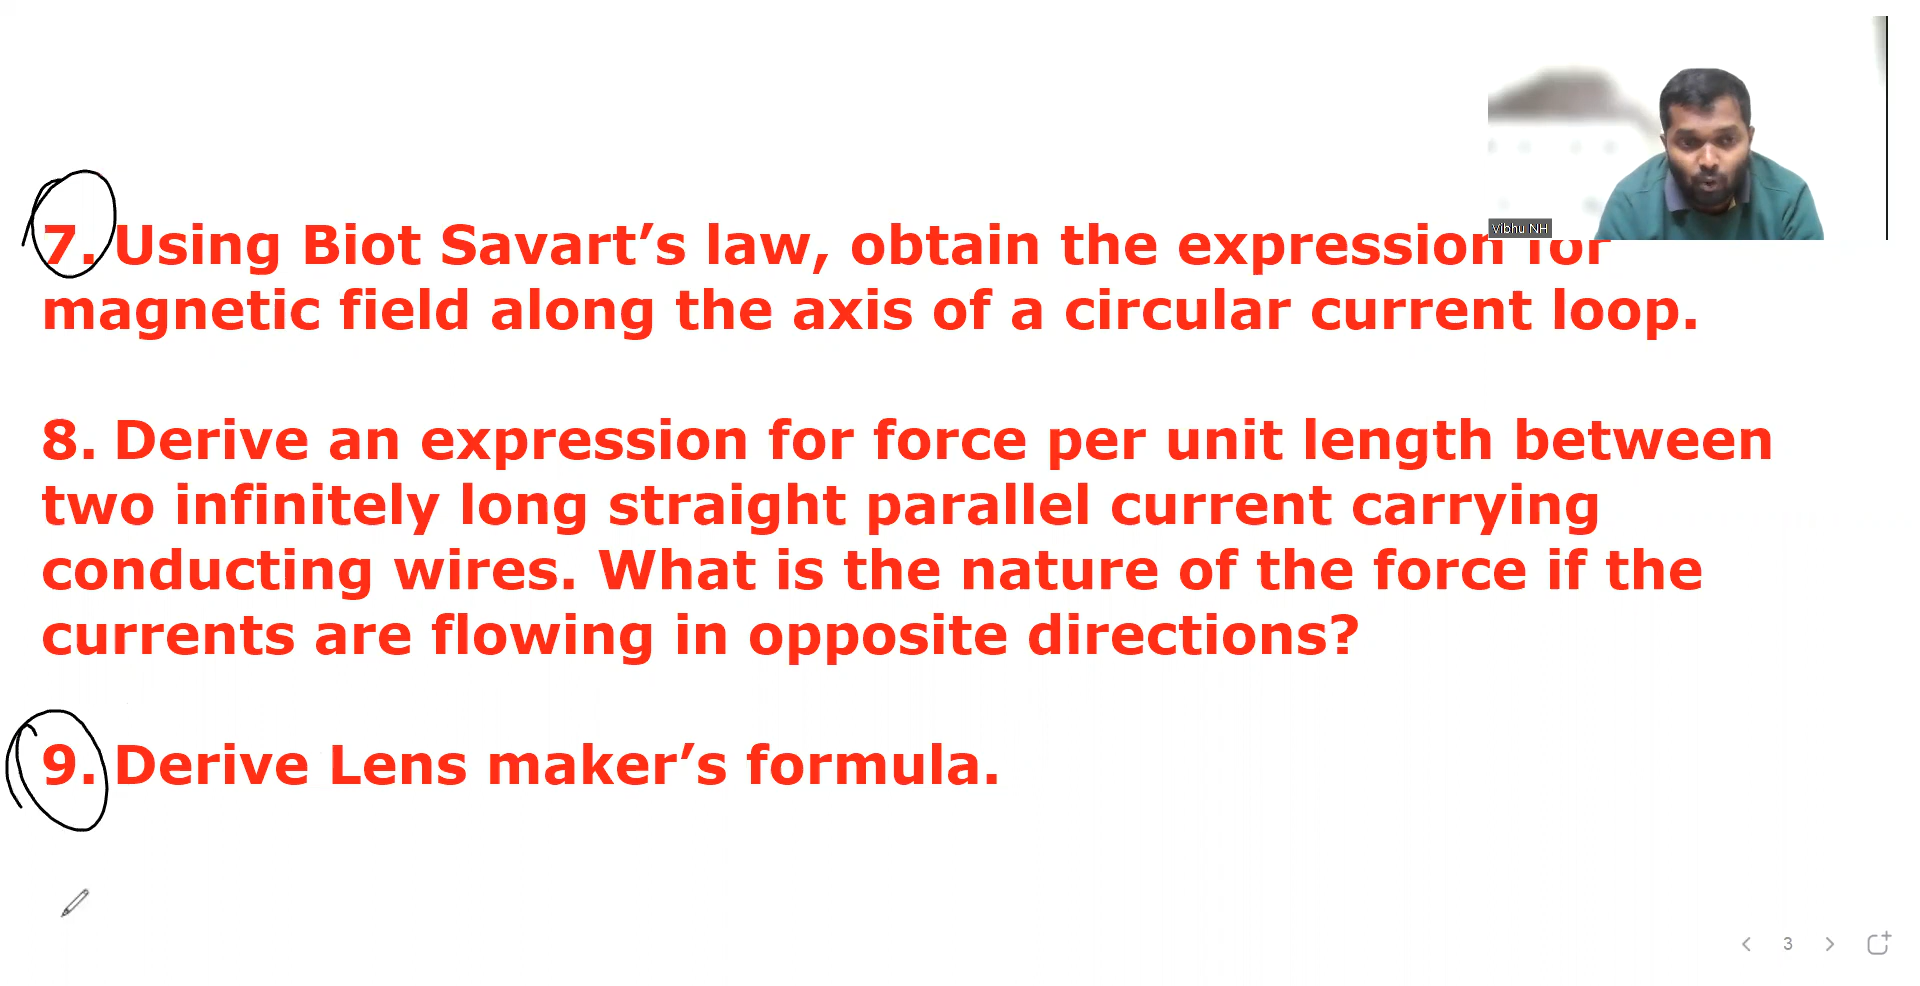 7. Using Biot Savart’s law, obtain the expression for
Vibhu NH
magnetic field along the axis of a circular current loop.
8. Derive an expression for force per unit length between
two infinitely long straight parallel current carrying
conducting wires. What is the nature of the force if the
currents are flowing in opposite directions?
9. Derive Lens maker’s formula.
3